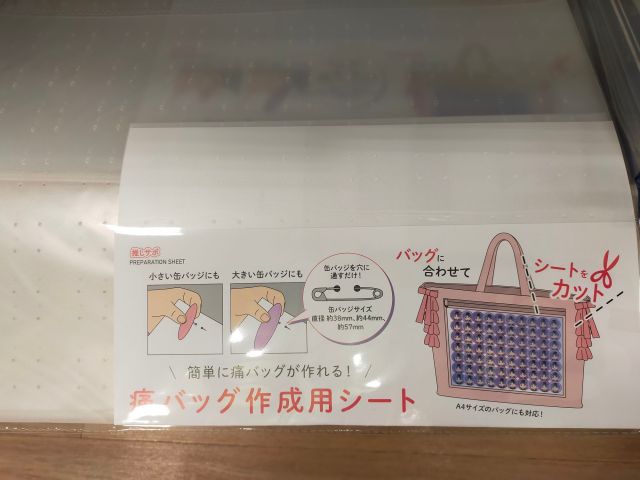 推しサポ
PREPARATION SHEET
小さい缶バッジにも
大きい缶バッジにも
缶バッジを穴に
通すだけ!
缶バッジサイズ
直径 約38mm、約44mm、
約57mm
バッグに
合わせて
シートを
カット
\ 簡単に痛バッグが作れる! /
痛バッグ作成用シート
A4サイズのバッグにも対応!